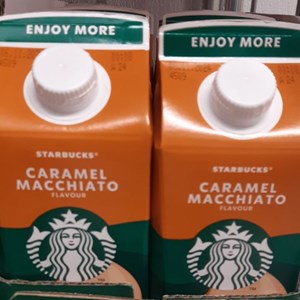 ENJOY MORE
STARBUCKS®
CARAMEL
MACCHIATO
FLAVOUR
ENJOY MORE
STARBUCKS®
CARAMEL
MACCHIATO
FLAVOUR